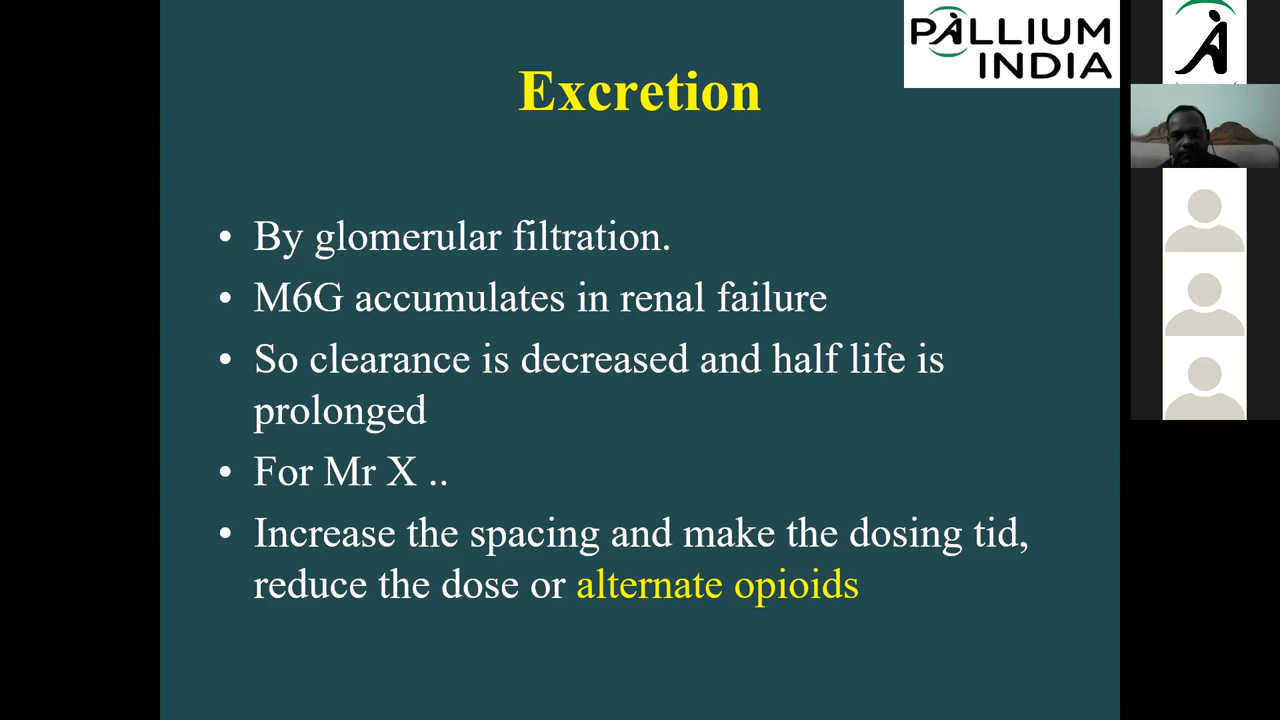 PALLIUM
INDIA
Excretion
• By glomerular filtration.
• M6G accumulates in renal failure
• So clearance is decreased and half life is
prolonged
• For Mr X ..
• Increase the spacing and make the dosing tid,
reduce the dose or alternate opioids